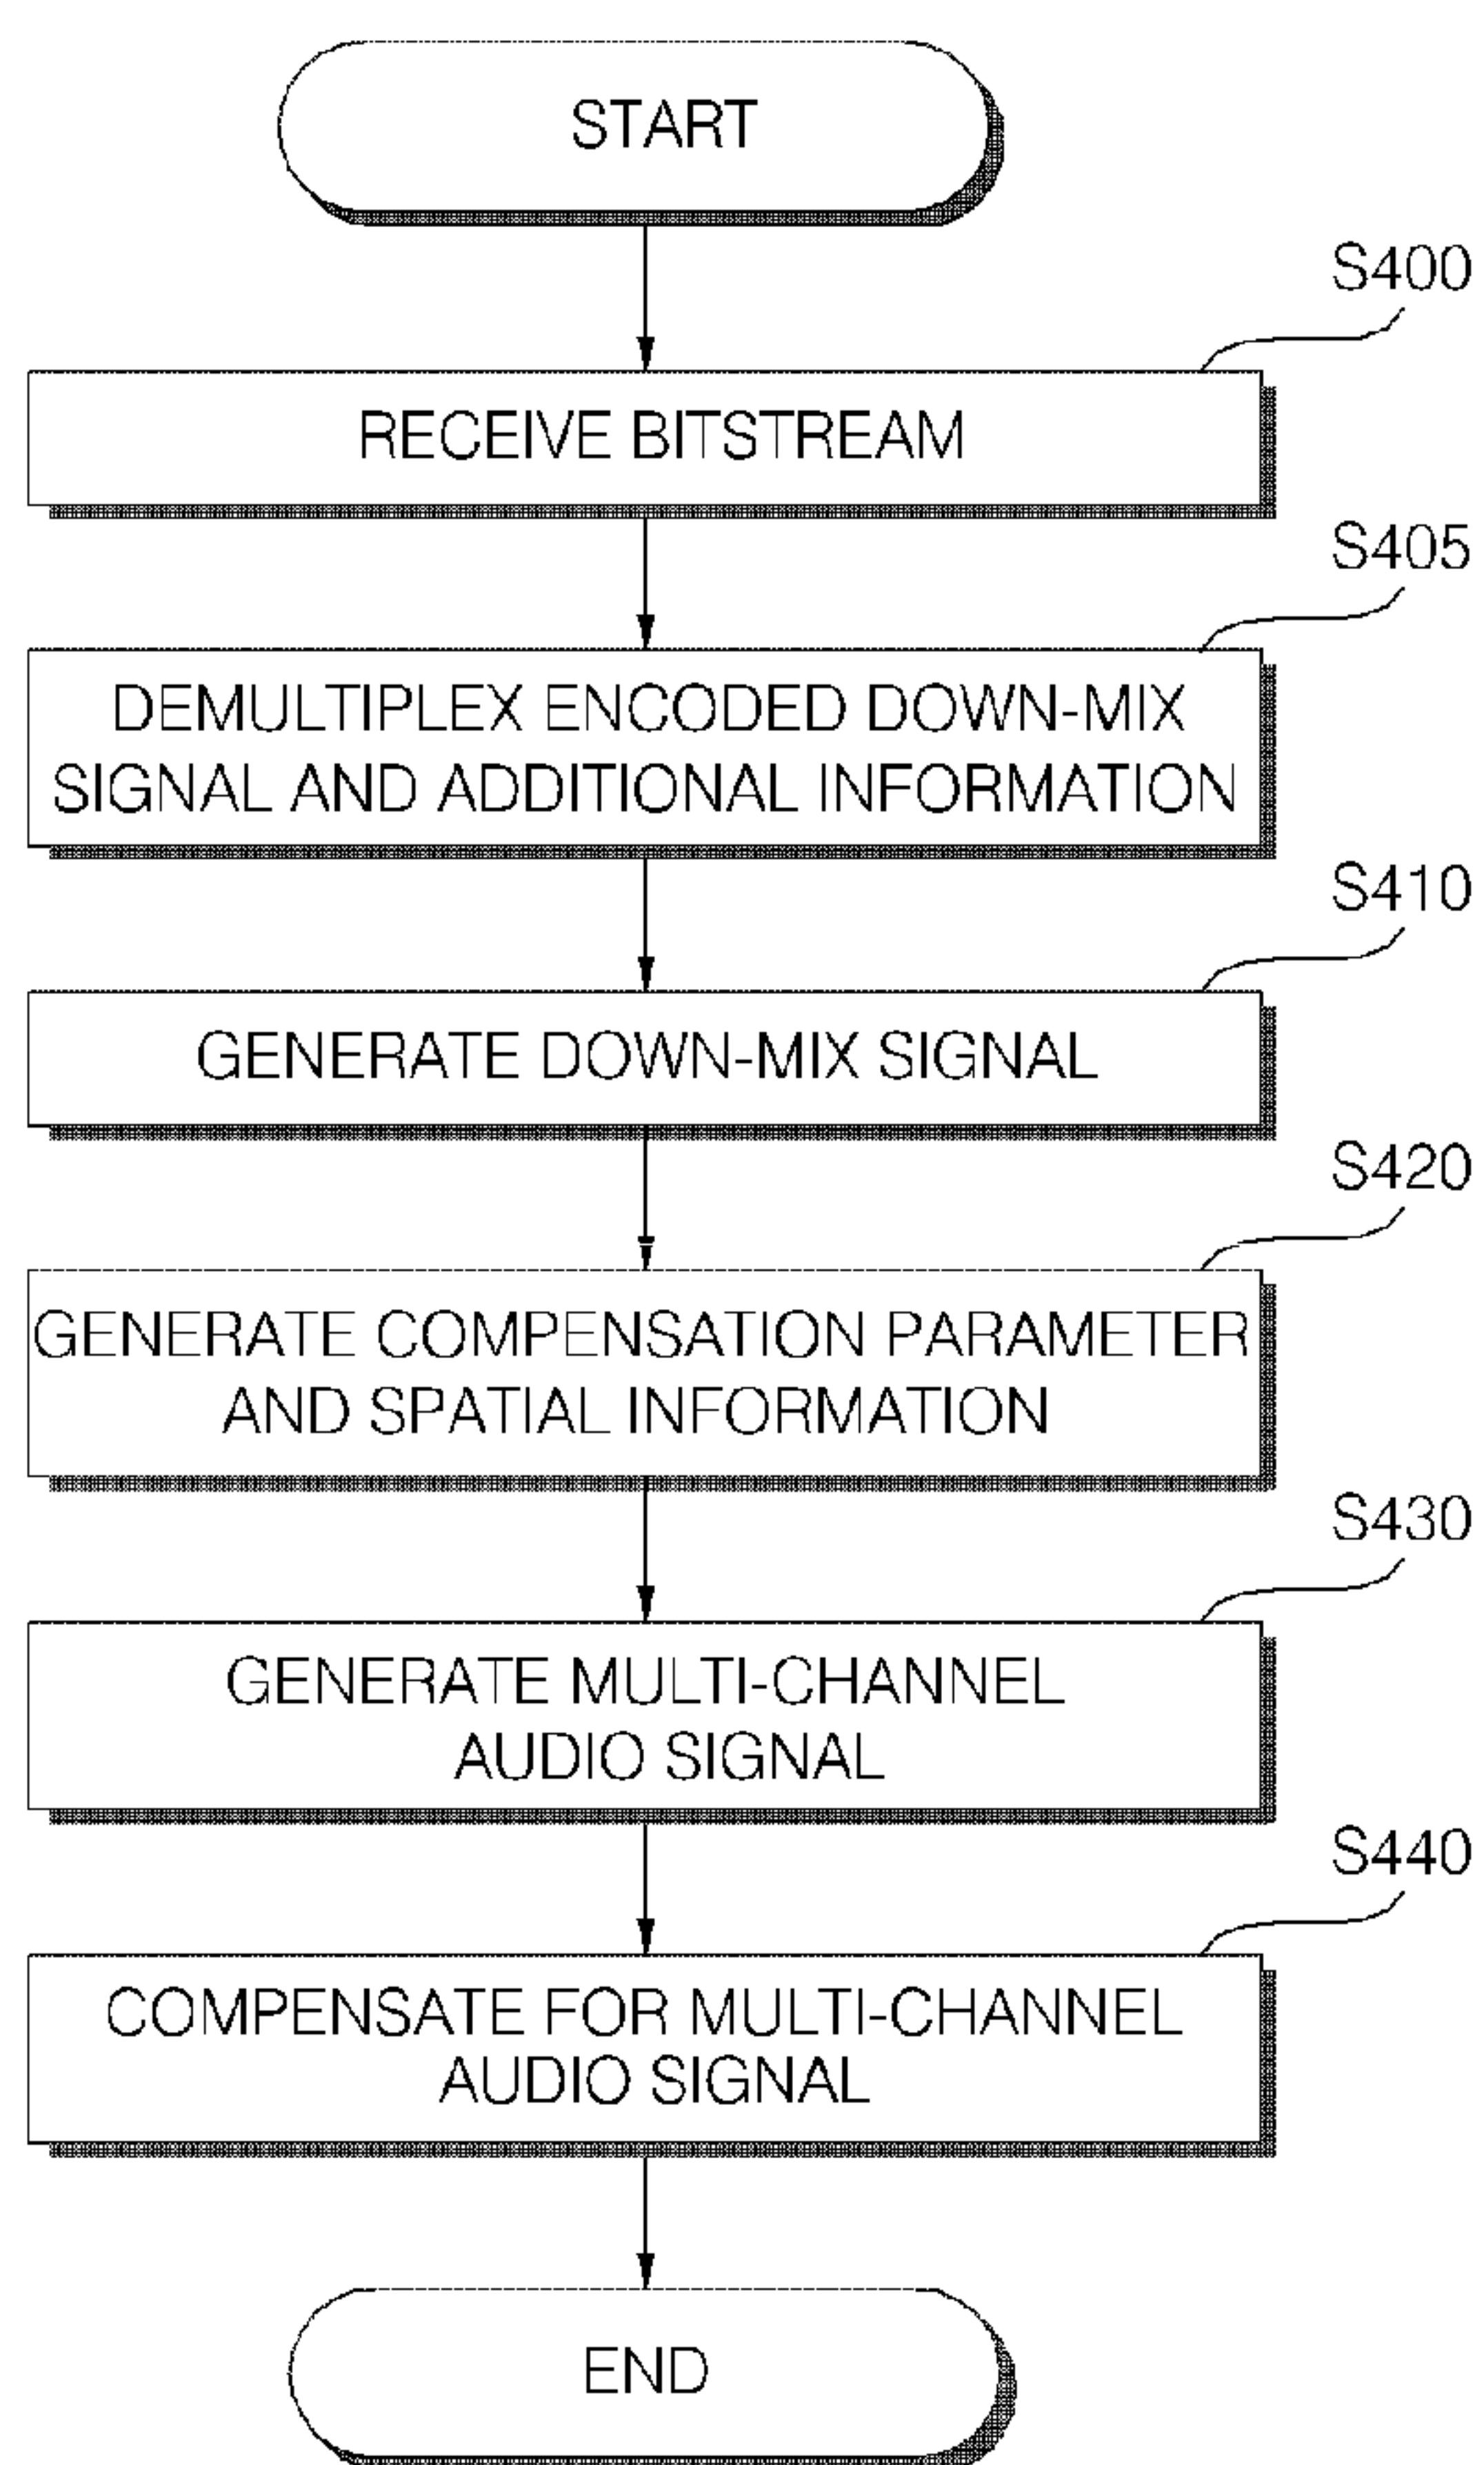 START
S400
RECEIVE BITSTREAM
S405
DEMULTIPLEX ENCODED DOWN-MIX
SIGNAL AND ADDITIONAL INFORMATION
S410
GENERATE DOWN-MIX SIGNAL
S420
GENERATE COMPENSATION PARAMETER
AND SPATIAL INFORMATION
S430
GENERATE MULTI-CHANNEL
AUDIO SIGNAL
S440
COMPENSATE FOR MULTI-CHANNEL
AUDIO SIGNAL
END